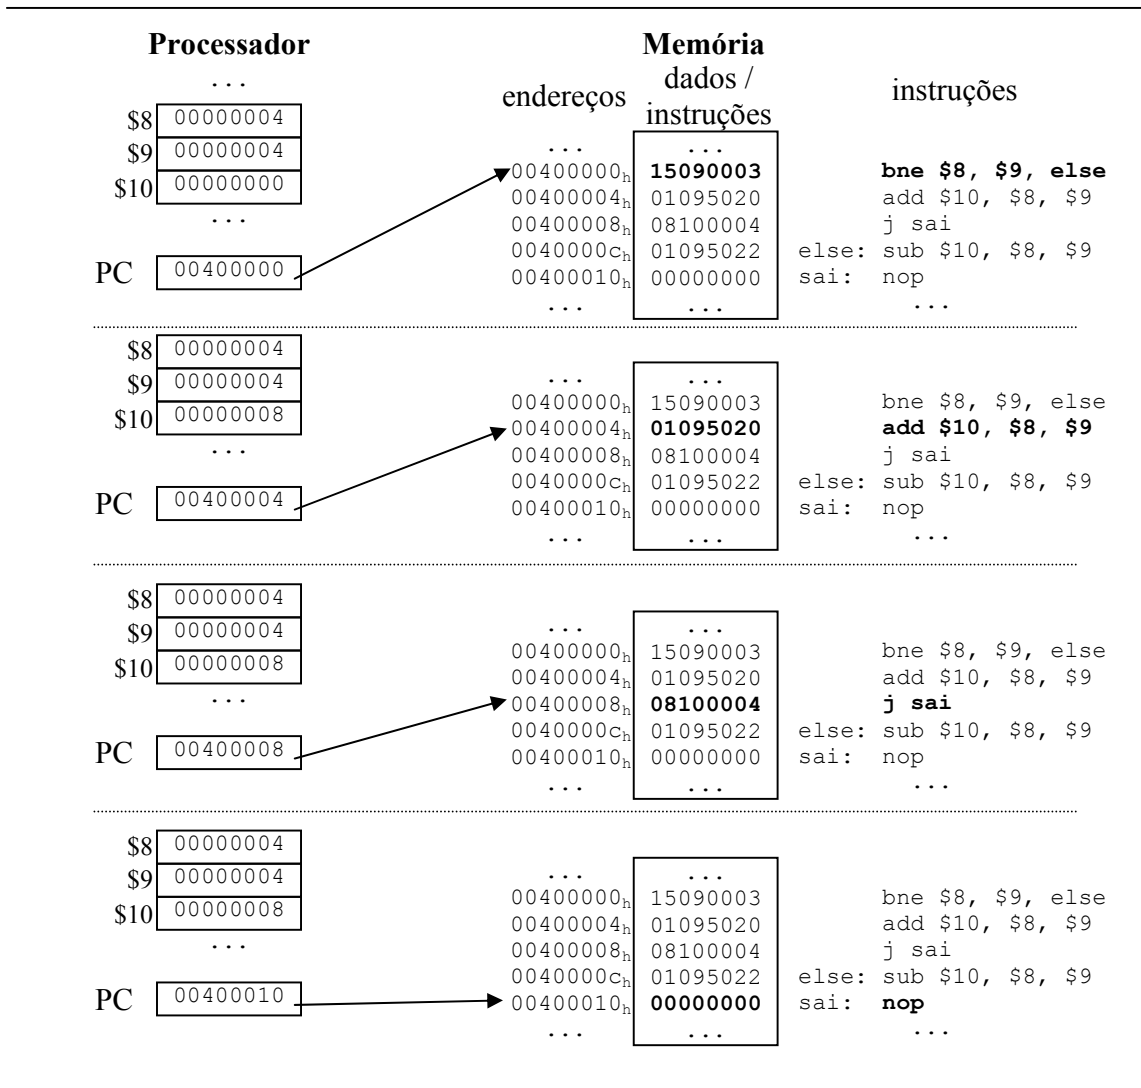 Processador Memória
... endereços dados / instruções instruções
$8 00000004
$9 00000004
$10 00000000
...
PC 00400000
... ...
00400000h 15090003 bne $8, $9, else
00400004h 01095020 add $10, $8, $9
00400008h 08100004 j sai
0040000ch 01095022 else: sub $10, $8, $9
00400010h 00000000 sai: nop
... ... ...
$8 00000004
$9 00000004
$10 00000008
...
PC 00400004
... ...
00400000h 15090003 bne $8, $9, else
00400004h 01095020 add $10, $8, $9
00400008h 08100004 j sai
0040000ch 01095022 else: sub $10, $8, $9
00400010h 00000000 sai: nop
... ... ...
$8 00000004
$9 00000004
$10 00000008
...
PC 00400008
... ...
00400000h 15090003 bne $8, $9, else
00400004h 01095020 add $10, $8, $9
00400008h 08100004 j sai
0040000ch 01095022 else: sub $10, $8, $9
00400010h 00000000 sai: nop
... ... ...
$8 00000004
$9 00000004
$10 00000008
...
PC 00400010
... ...
00400000h 15090003 bne $8, $9, else
00400004h 01095020 add $10, $8, $9
00400008h 08100004 j sai
0040000ch 01095022 else: sub $10, $8, $9
00400010h 00000000 sai: nop
... ... ...